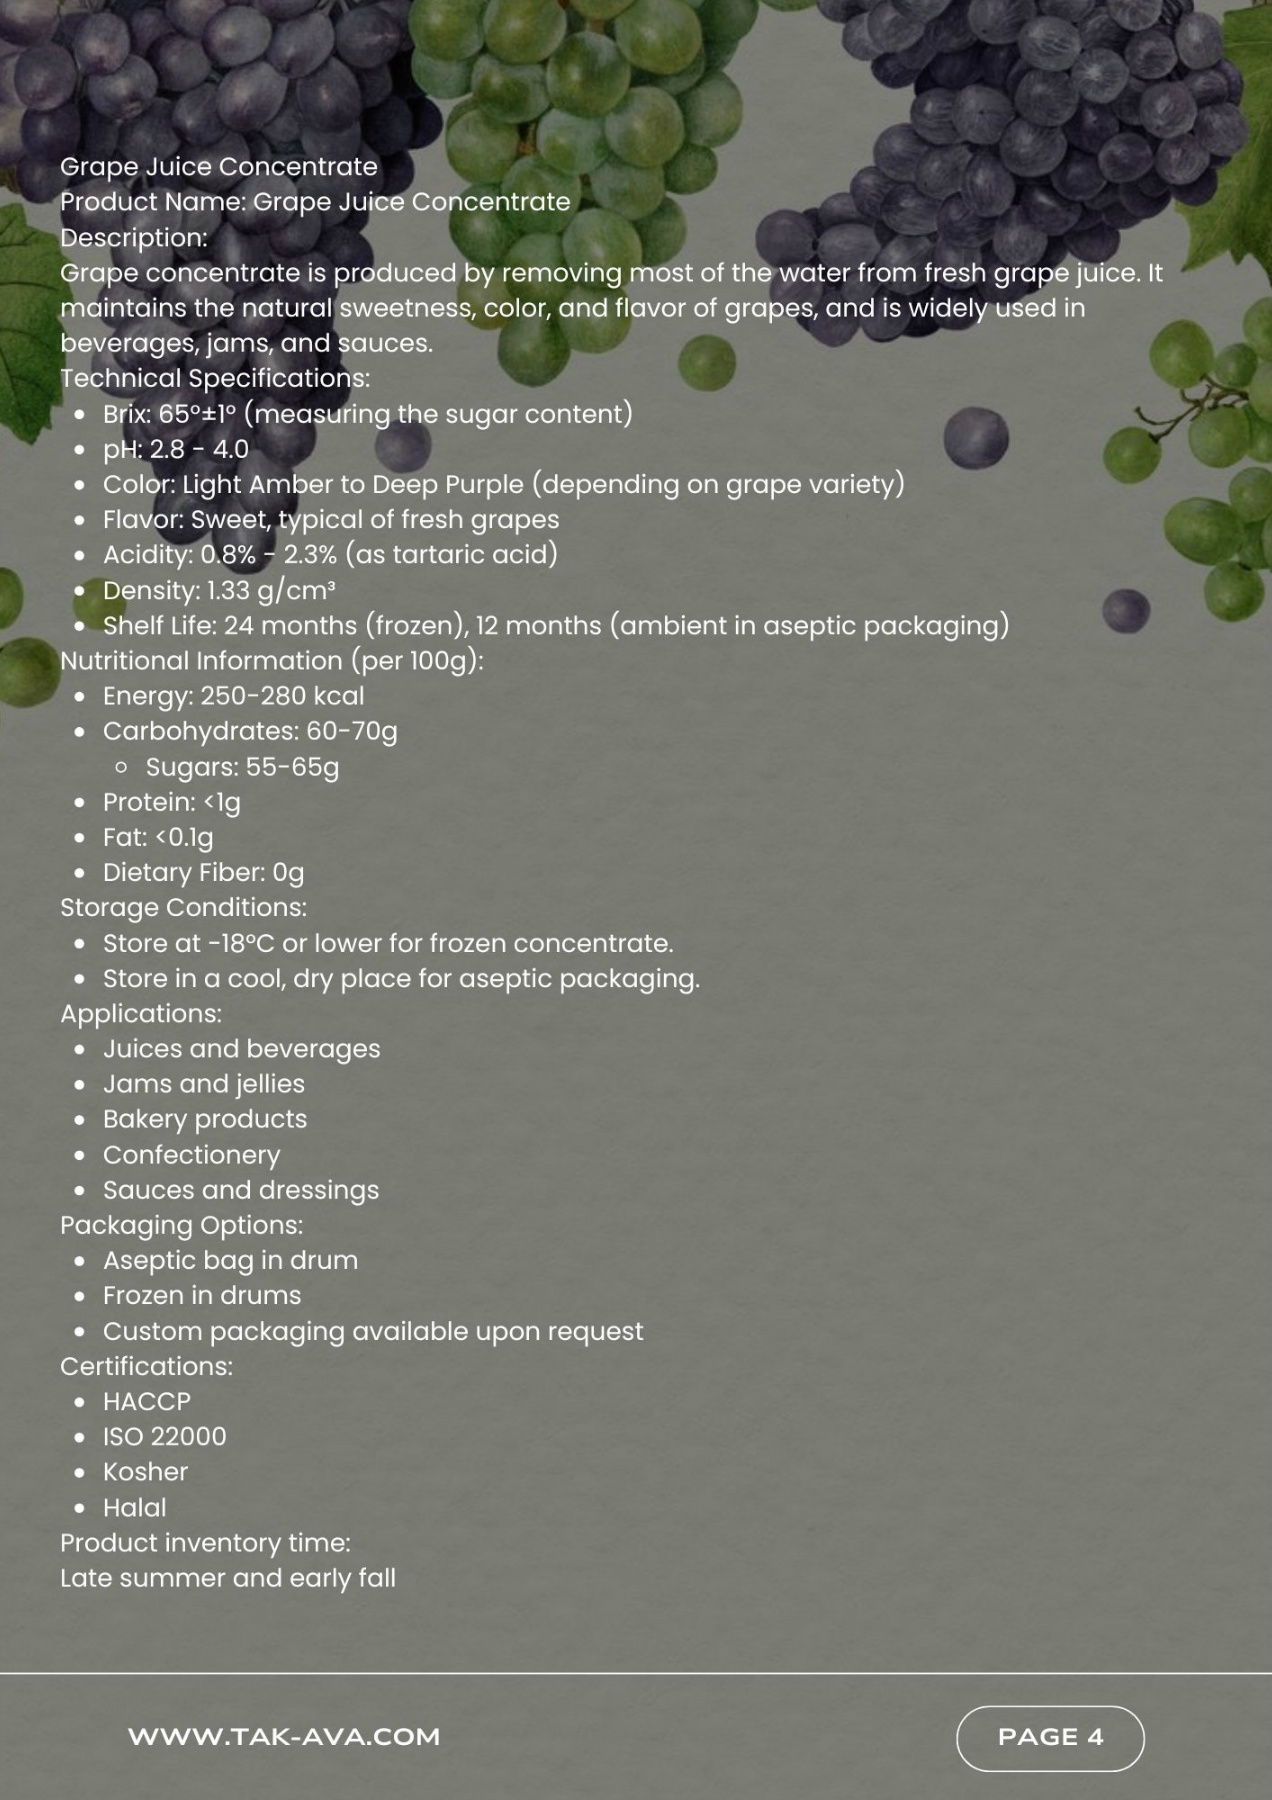 Grape Juice Concentrate
Product Name: Grape Juice Concentrate
Description:
Grape concentrate is produced by removing most of the water from fresh grape juice. It
maintains the natural sweetness, color, and flavor of grapes, and is widely used in
beverages, jams, and sauces.
Technical Specifications:
• Brix: 65°±1° (measuring the sugar content)
• pH: 2.8 - 4.0
• Color: Light Amber to Deep Purple (depending on grape variety)
• Flavor: Sweet, typical of fresh grapes
• Acidity: 0.8% - 2.3% (as tartaric acid)
• Density: 1.33 g/cm³
• Shelf Life: 24 months (frozen), 12 months (ambient in aseptic packaging)
Nutritional Information (per 100g):
• Energy: 250-280 kcal
• Carbohydrates: 60-70g
◦ Sugars: 55-65g
• Protein: <1g
• Fat: <0.1g
• Dietary Fiber: 0g
Storage Conditions:
• Store at -18°C or lower for frozen concentrate.
• Store in a cool, dry place for aseptic packaging.
Applications:
• Juices and beverages
• Jams and jellies
• Bakery products
• Confectionery
• Sauces and dressings
Packaging Options:
• Aseptic bag in drum
• Frozen in drums
• Custom packaging available upon request
Certifications:
• HACCP
• ISO 22000
• Kosher
• Halal
Product inventory time:
Late summer and early fall
WWW.TAK-AVA.COM
PAGE 4